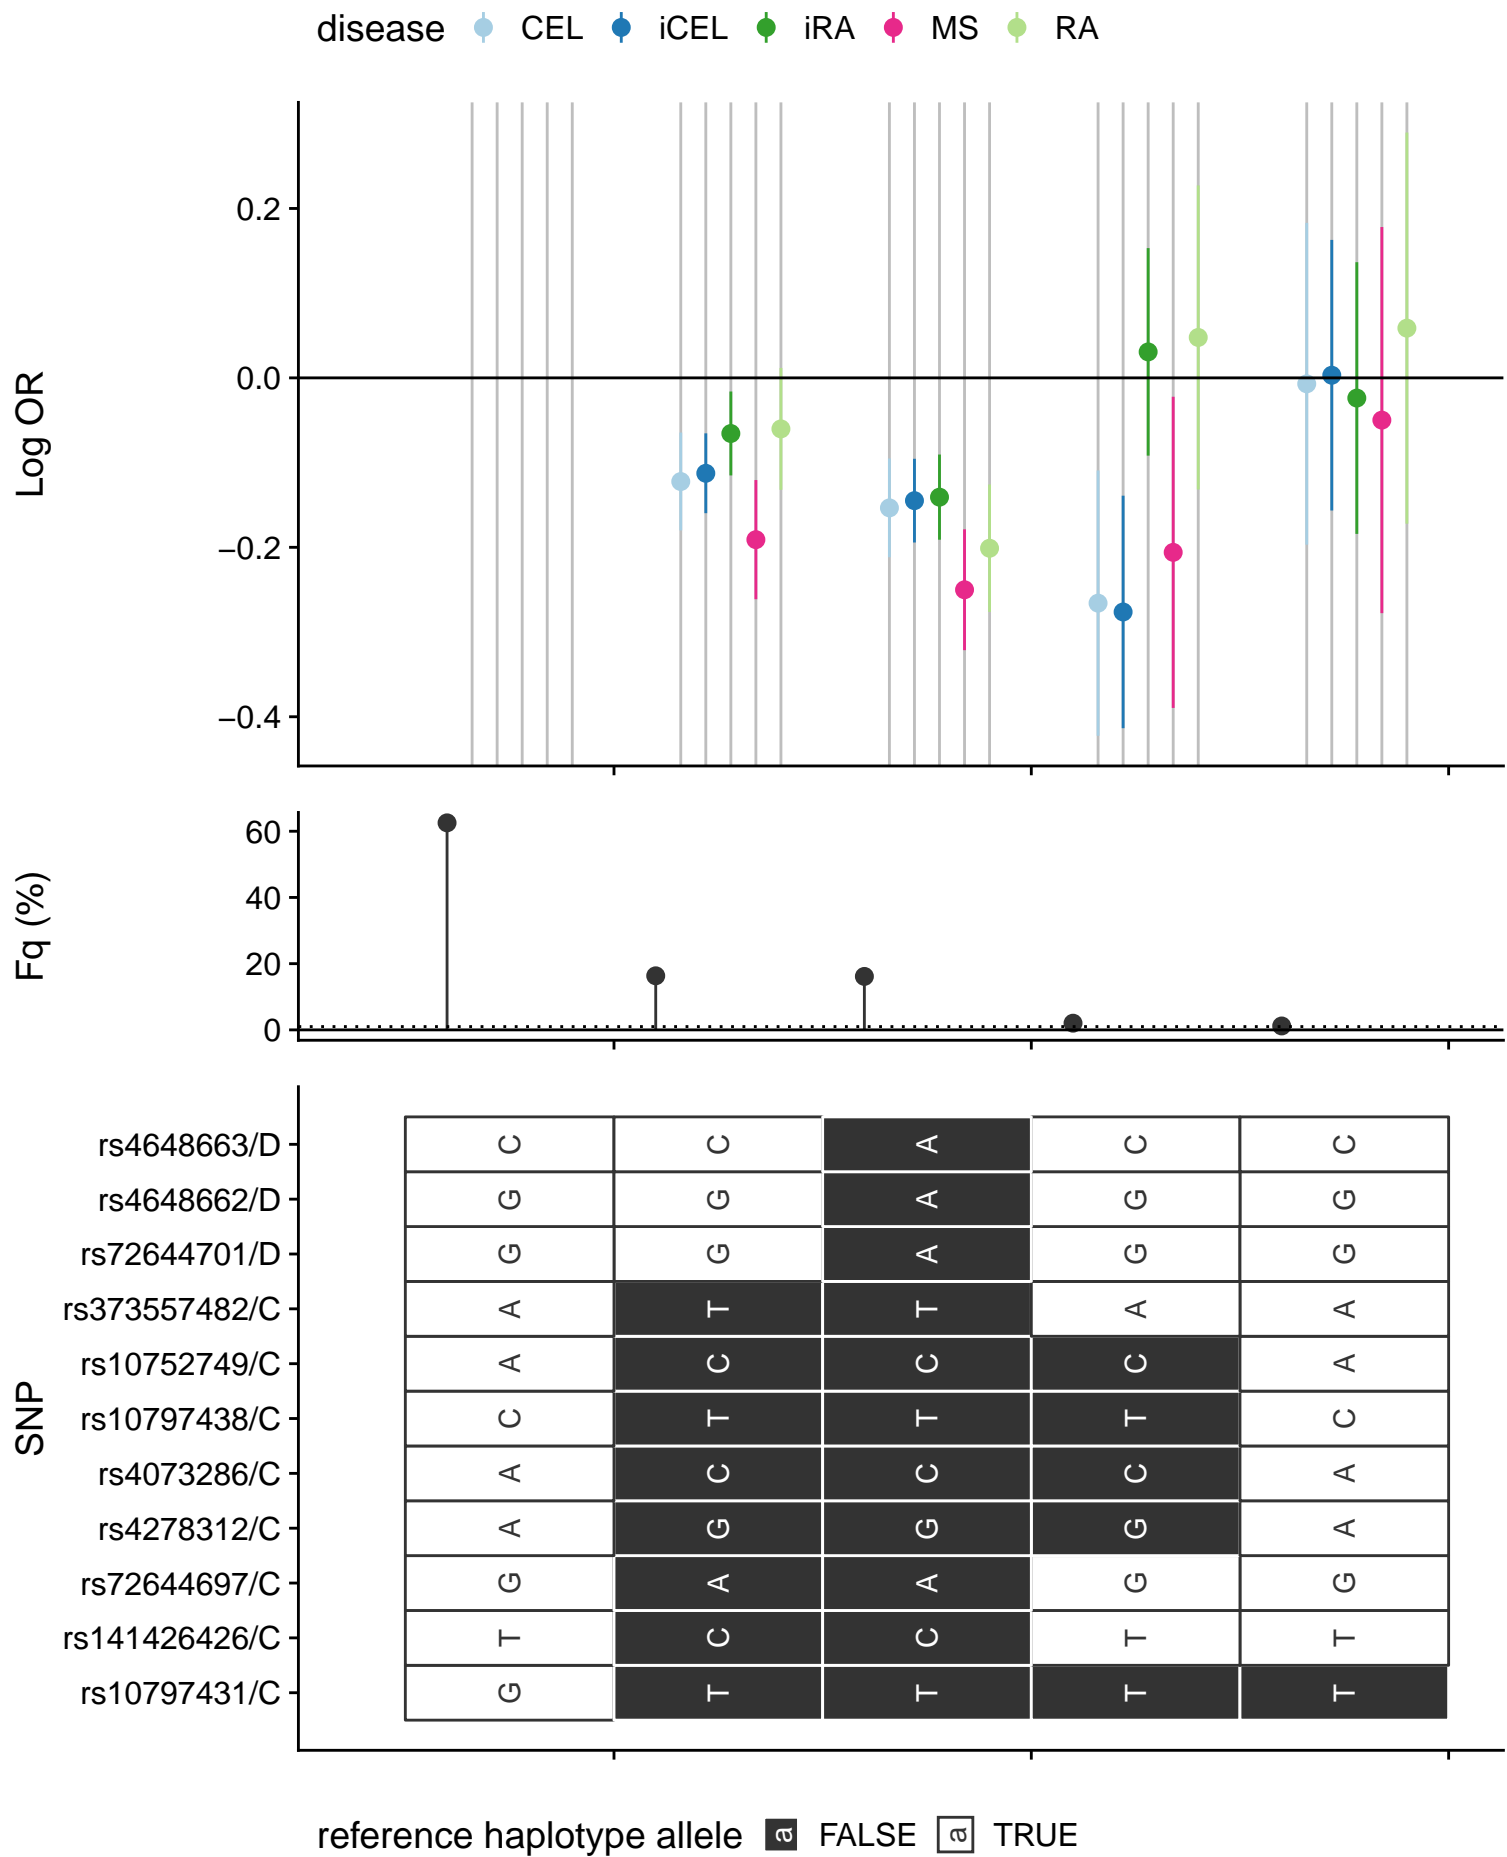 disease CEL iCEL iRA MS RA
Log OR
0.2
0.0
−0.2
−0.4
Fq (%)
60
40
20
0
SNP
rs4648663/D C C A C C
rs4648662/D G G A G G
rs72644701/D G G A G G
rs373557482/C A T T A A
rs10752749/C A C C C A
rs10797438/C C T T T C
rs4073286/C A C C C A
rs4278312/C A G G G A
rs72644697/C G A A G G
rs141426426/C T C C T T
rs10797431/C G T T T T
reference haplotype allele a FALSE a TRUE